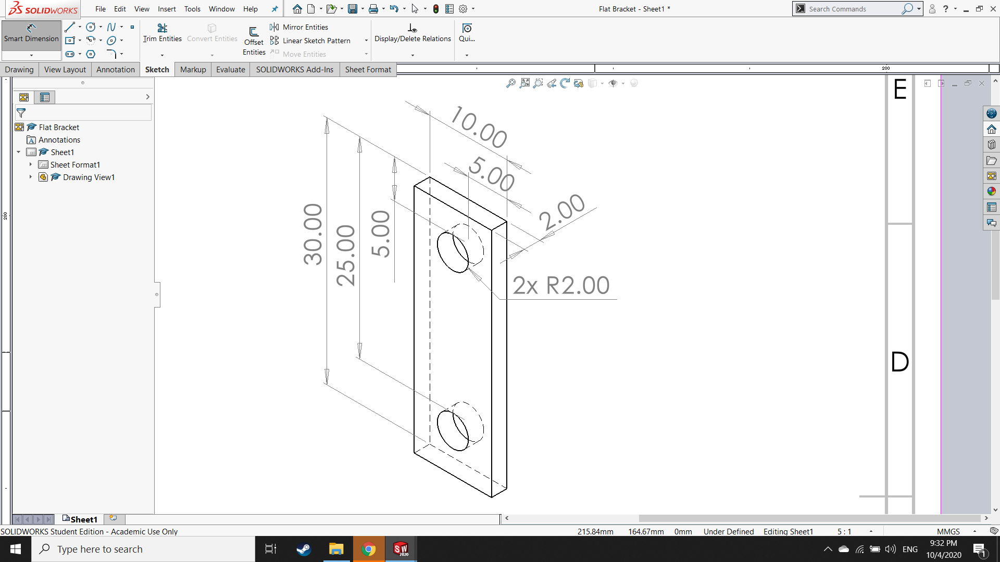 SOLIDWORKS File Edit View Insert Tools Window Help Flat Bracket - Sheet1 * Search Commands ?
Smart Dimension Trim Entities Convert Entities Offset Entities Mirror Entities Linear Sketch Pattern Move Entities Display/Delete Relations Qui...
Drawing View Layout Annotation Sketch Markup Evaluate SOLIDWORKS Add-Ins Sheet Format
200
200
Flat Bracket
Annotations
Sheet1
Sheet Format1
Drawing View1
E
10.00
5.00
2.00
30.00
25.00
5.00
2x R2.00
D
Sheet1
SOLIDWORKS Student Edition - Academic Use Only 215.84mm 164.67mm 0mm Under Defined Editing Sheet1 5 : 1 MMGS
Type here to search SW 2020 ENG 9:32 PM
10/4/2020 1